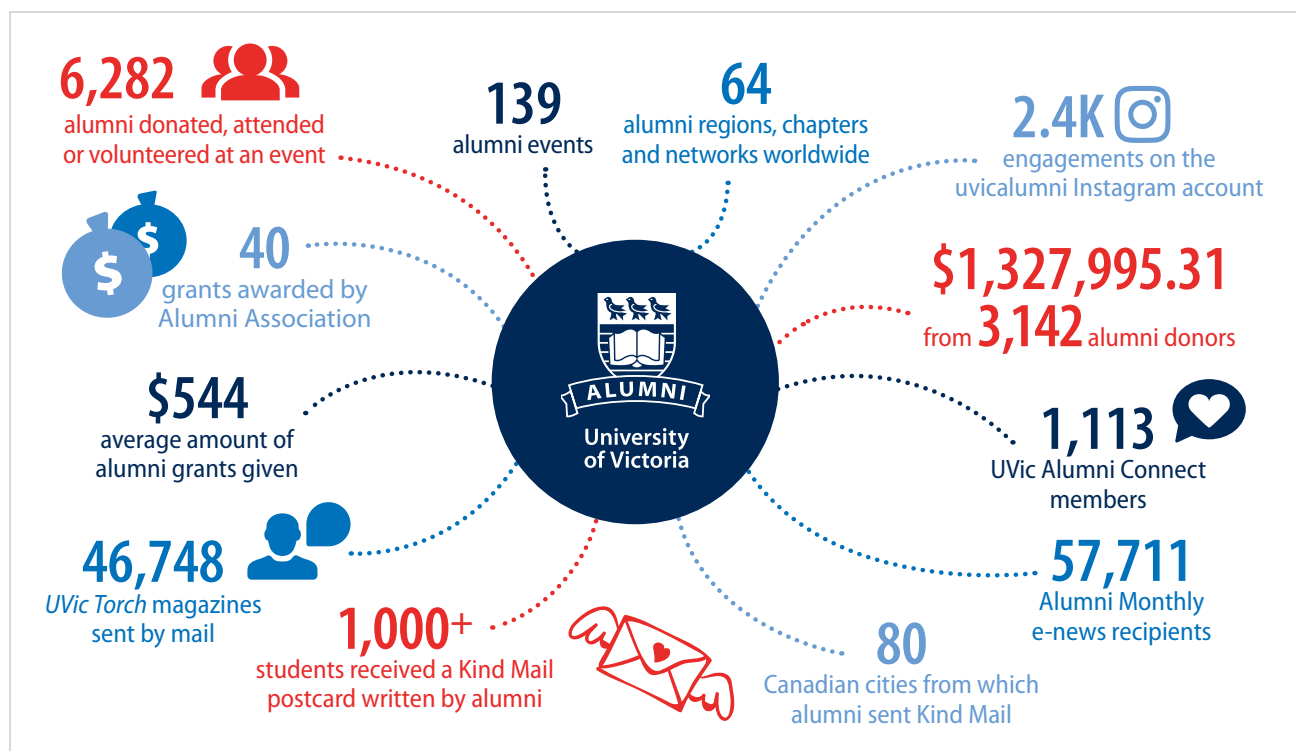 6,282
alumni donated, attended
or volunteered at an event
139
alumni events
64
alumni regions, chapters
and networks worldwide
2.4K
engagements on the
uvicalumni Instagram account
$ $
40
grants awarded by
Alumni Association
$1,327,995.31
from 3,142 alumni donors
ALUMNI
University
of Victoria
$544
average amount of
alumni grants given
1,113
UVic Alumni Connect
members
46,748
UVic Torch magazines
sent by mail
57,711
Alumni Monthly
e-news recipients
1,000+
students received a Kind Mail
postcard written by alumni
80
Canadian cities from which
alumni sent Kind Mail